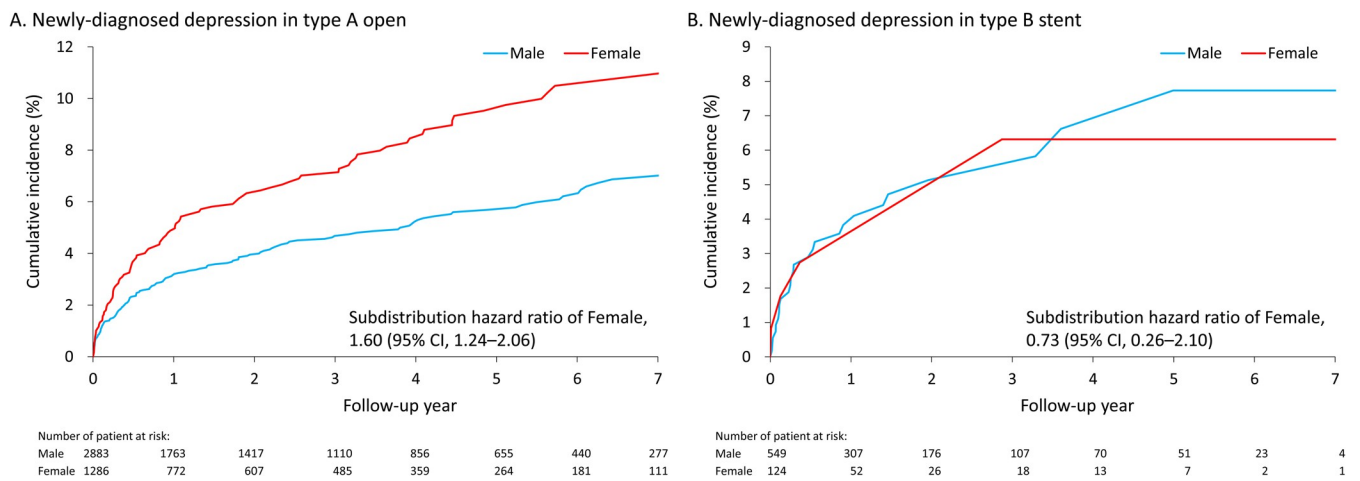 A. Newly-diagnosed depression in type A open
Male Female
Cumulative incidence (%)
12
10
8
6
4
2
0
Subdistribution hazard ratio of Female,
1.60 (95% CI, 1.24–2.06)
0 1 2 3 4 5 6 7
Follow-up year
Number of patient at risk:
Male 2883 1763 1417 1110 856 655 440 277
Female 1286 772 607 485 359 264 181 111
B. Newly-diagnosed depression in type B stent
Male Female
Cumulative incidence (%)
9
8
7
6
5
4
3
2
1
0
Subdistribution hazard ratio of Female,
0.73 (95% CI, 0.26–2.10)
0 1 2 3 4 5 6 7
Follow-up year
Number of patient at risk:
Male 549 307 176 107 70 51 23 4
Female 124 52 26 18 13 7 2 1